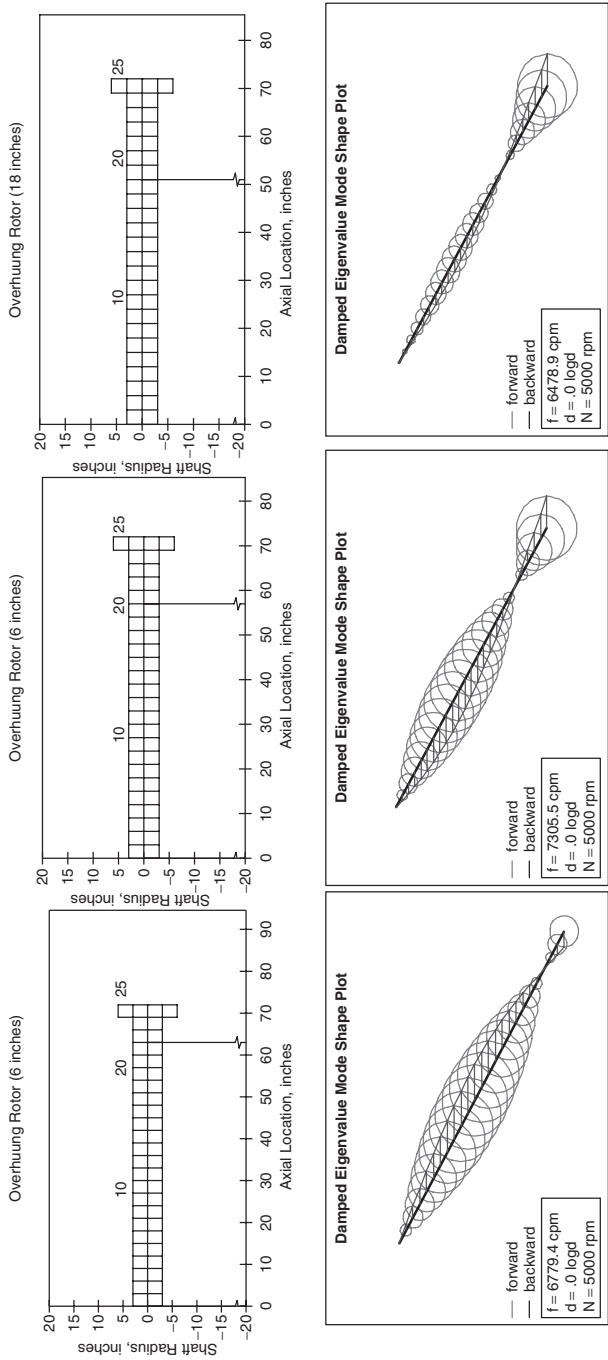 Overhuung Rotor (6 inches)
20
15
10
5
0
−5
−10
−15
−20
Shaft Radius, inches
10
20
25
0 10 20 30 40 50 60 70 80 90
Axial Location, inches
Overhuung Rotor (6 inches)
20
15
10
5
0
−5
−10
−15
−20
Shaft Radius, inches
10
20
25
0 10 20 30 40 50 60 70 80
Axial Location, inches
Overhuung Rotor (18 inches)
20
15
10
5
0
−5
−10
−15
−20
Shaft Radius, inches
10
20
25
0 10 20 30 40 50 60 70 80
Axial Location, inches
Damped Eigenvalue Mode Shape Plot
forward
backward
f = 6779.4 cpm
d = .0 logd
N = 5000 rpm
Damped Eigenvalue Mode Shape Plot
forward
backward
f = 7305.5 cpm
d = .0 logd
N = 5000 rpm
Damped Eigenvalue Mode Shape Plot
forward
backward
f = 6478.9 cpm
d = .0 logd
N = 5000 rpm